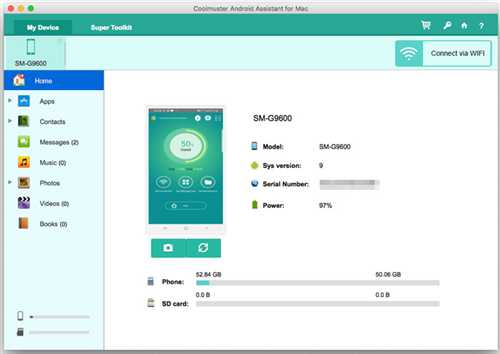 Coolmuster Android Assistant for Mac
My Device
Super Toolkit
SM-G9600
Connect via WIFI
Home
Apps
Contacts
Messages (2)
Music (0)
Photos
Videos (0)
Books (0)
50%
SM-G9600
Model: SM-G9600
Sys version: 9
Serial Number:
Power: 97%
52.84 GB 50.06 GB
Phone:
0.0 B 0.0 B
SD card: